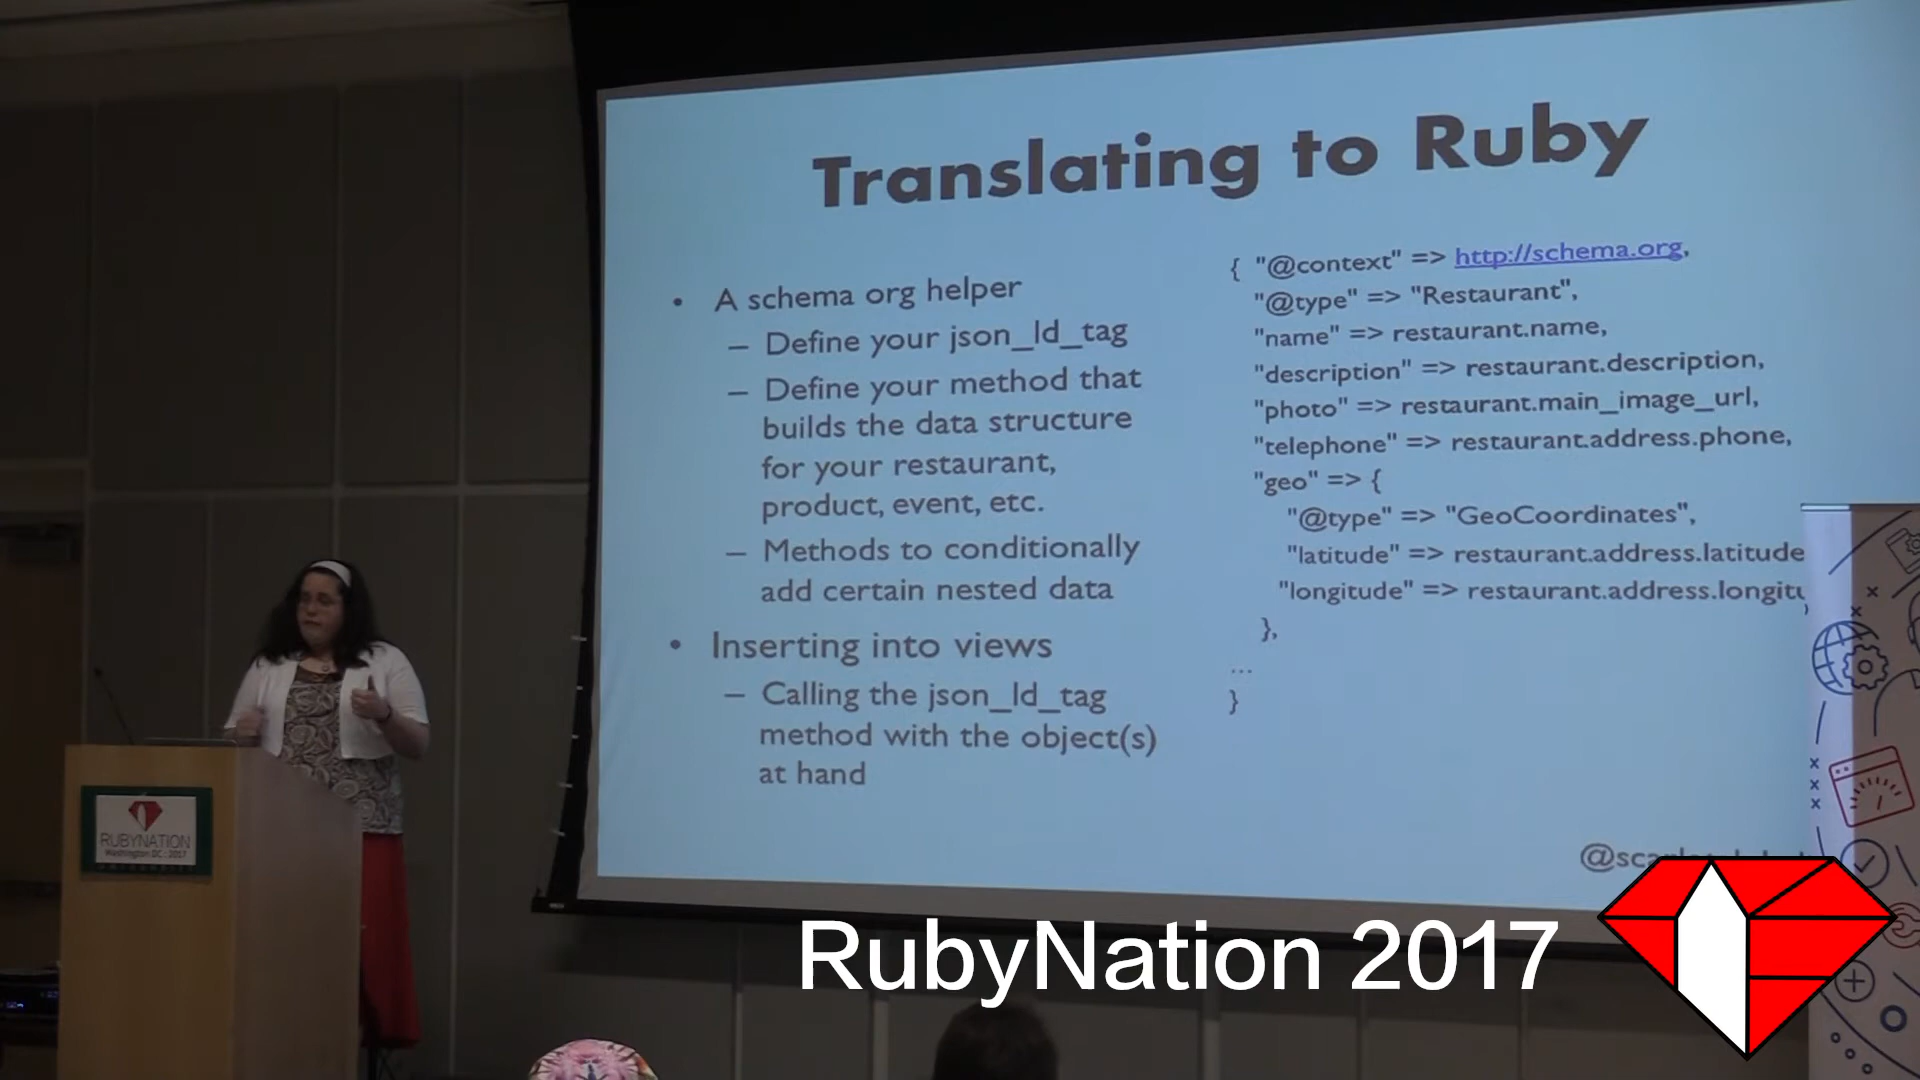 Translating to Ruby
• A schema org helper
– Define your json_ld_tag
– Define your method that
builds the data structure
for your restaurant,
product, event, etc.
– Methods to conditionally
add certain nested data
• Inserting into views
– Calling the json_ld_tag
method with the object(s)
at hand
{ "@context" => http://schema.org,
"@type" => "Restaurant",
"name" => restaurant.name,
"description" => restaurant.description,
"photo" => restaurant.main_image_url,
"telephone" => restaurant.address.phone,
"geo" => {
"@type" => "GeoCoordinates",
"latitude" => restaurant.address.latitude
"longitude" => restaurant.address.longitu
},
...
}
RUBYNATION
Washington DC : 2017
RubyNation 2017